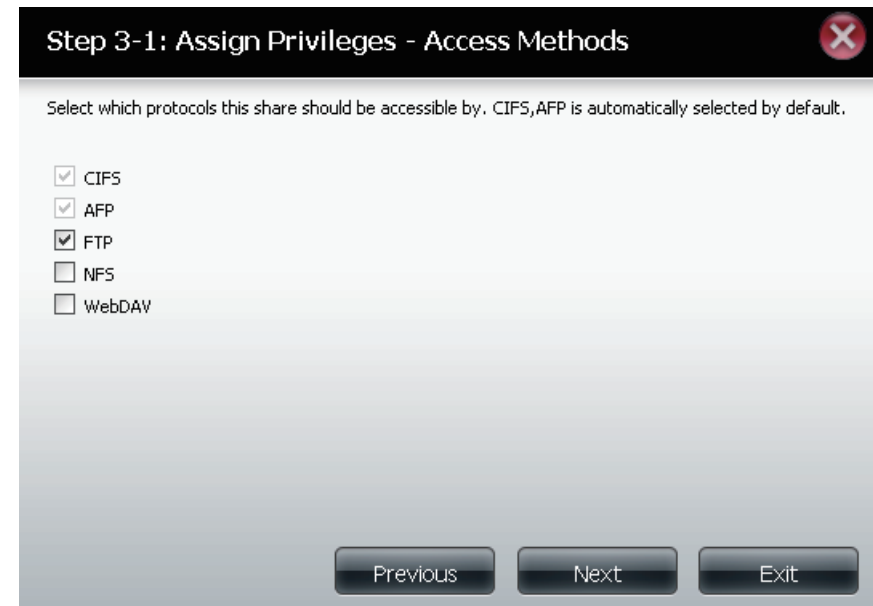 Step 3-1: Assign Privileges - Access Methods
Select which protocols this share should be accessible by. CIFS,AFP is automatically selected by default.
CIFS
AFP
FTP
NFS
WebDAV
Previous Next Exit